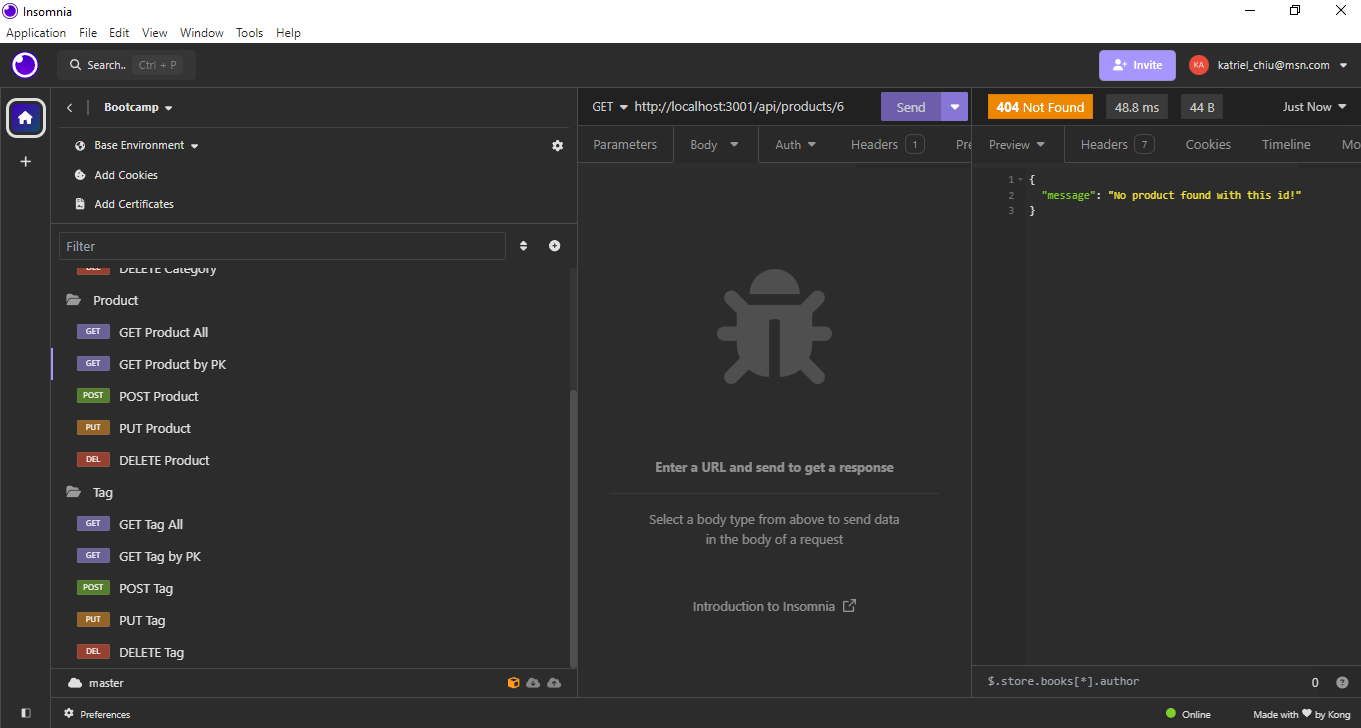 Insomnia
Application File Edit View Window Tools Help
Search.. Ctrl + P
Invite
KA katriel_chiu@msn.com
Bootcamp
Base Environment
Add Cookies
Add Certificates
Filter
DEL DELETE Category
Product
GET GET Product All
GET GET Product by PK
POST POST Product
PUT PUT Product
DEL DELETE Product
Tag
GET GET Tag All
GET GET Tag by PK
POST POST Tag
PUT PUT Tag
DEL DELETE Tag
master
Preferences
GET http://localhost:3001/api/products/6 Send
Parameters Body Auth Headers 1 Pre
Enter a URL and send to get a response
Select a body type from above to send data
in the body of a request
Introduction to Insomnia
404 Not Found 48.8 ms 44 B Just Now
Preview Headers 7 Cookies Timeline Mo
1 {
2 "message": "No product found with this id!"
3 }
$.store.books[*].author 0 ?
Online Made with by Kong